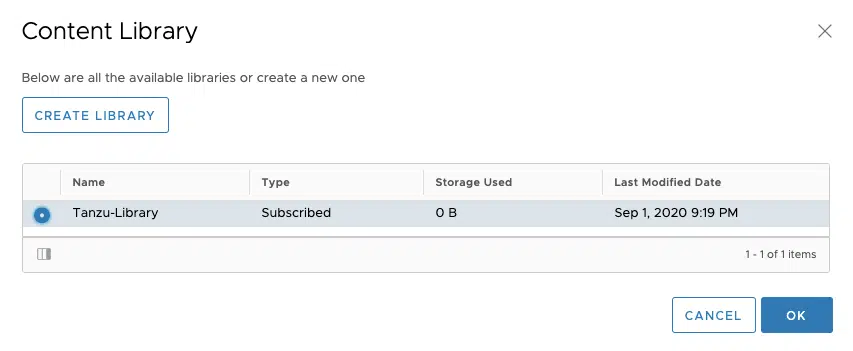 Content Library
Below are all the available libraries or create a new one
CREATE LIBRARY
Name Type Storage Used Last Modified Date
Tanzu-Library Subscribed 0 B Sep 1, 2020 9:19 PM
1 - 1 of 1 items
CANCEL OK